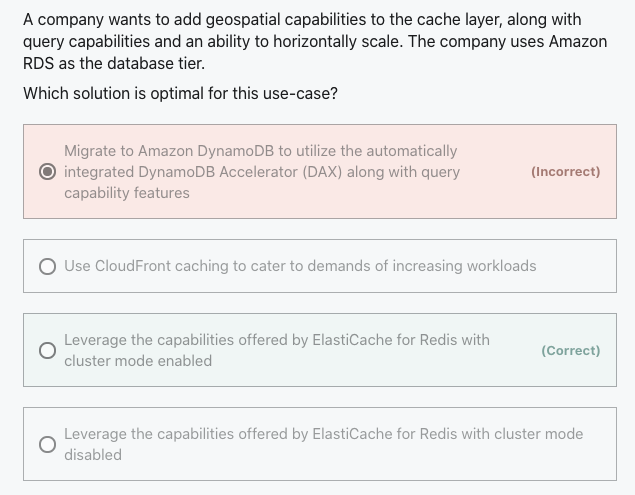 A company wants to add geospatial capabilities to the cache layer, along with
query capabilities and an ability to horizontally scale. The company uses Amazon
RDS as the database tier.
Which solution is optimal for this use-case?
Migrate to Amazon DynamoDB to utilize the automatically
integrated DynamoDB Accelerator (DAX) along with query
capability features
(Incorrect)
Use CloudFront caching to cater to demands of increasing workloads
Leverage the capabilities offered by ElastiCache for Redis with
cluster mode enabled
(Correct)
Leverage the capabilities offered by ElastiCache for Redis with cluster mode
disabled